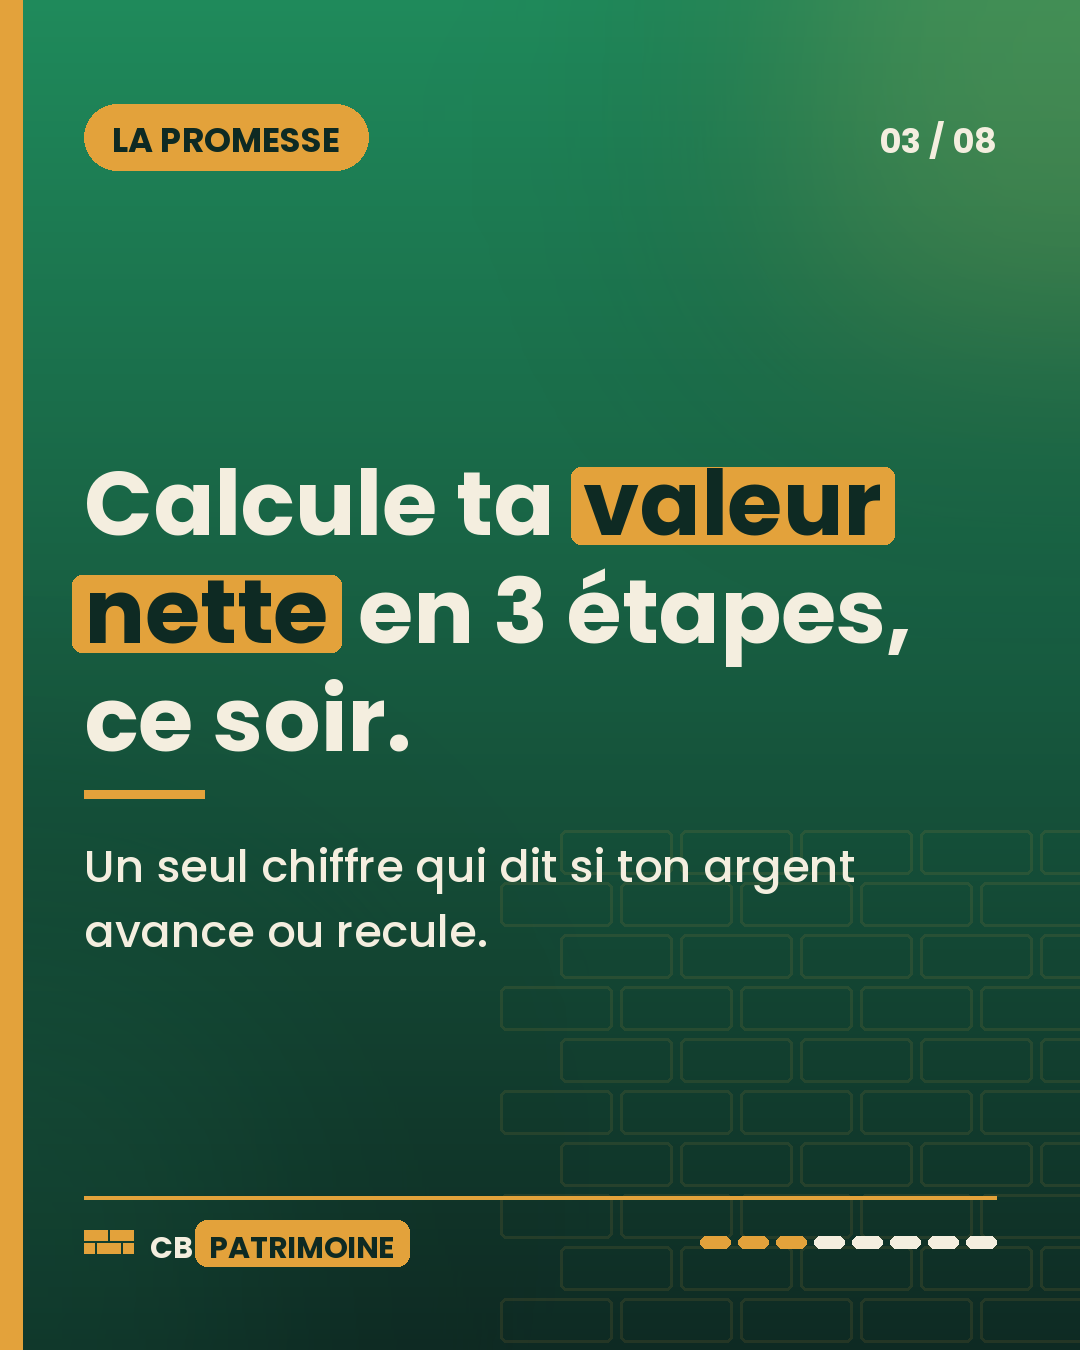 LA PROMESSE
03 / 08
Calcule ta valeur
nette en 3 étapes,
ce soir.
Un seul chiffre qui dit si ton argent
avance ou recule.
CB PATRIMOINE